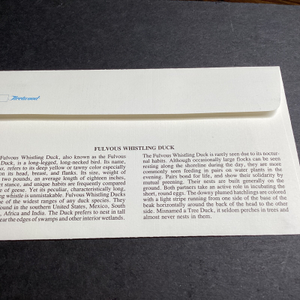 Fleetwood
FULVOUS WHISTLING DUCK
Fulvous Whistling Duck, also known as the Fulvous
Duck, is a long-legged, long-necked bird. Its name,
refers to its deep yellow or tawny color especially
in its head, breast, and flanks. Its size, weight of
two pounds, an average length of eighteen inches,
stance, and unique habits are frequently compared
of game. Yet its peculiar, characteristically long,
whistle is unmistakable. Fulvous Whistling Ducks
of the widest ranges of any duck species. They
found in the southern United States, Mexico, South
Africa and India. The Duck prefers to nest in tall
near the edges of swamps and other interior wetlands.
The Fulvous Whistling Duck is rarely seen due to its noctur-
nal habits. Although occasionally large flocks can be seen
resting along the shoreline during the day, they are more
commonly seen feeding in pairs on water plants in the
evening. Pairs bond for life, and show their solidarity by
mutual preening. Their nests are built generally on the
ground. Both partners take an active role in incubating the
short, round eggs. The downy plumed hatchlings are colored
with a light stripe running from one side of the base of the
beak horizontally around the back of the head to the other
side. Misnamed a Tree Duck, it seldom perches in trees and
almost never nests in them.